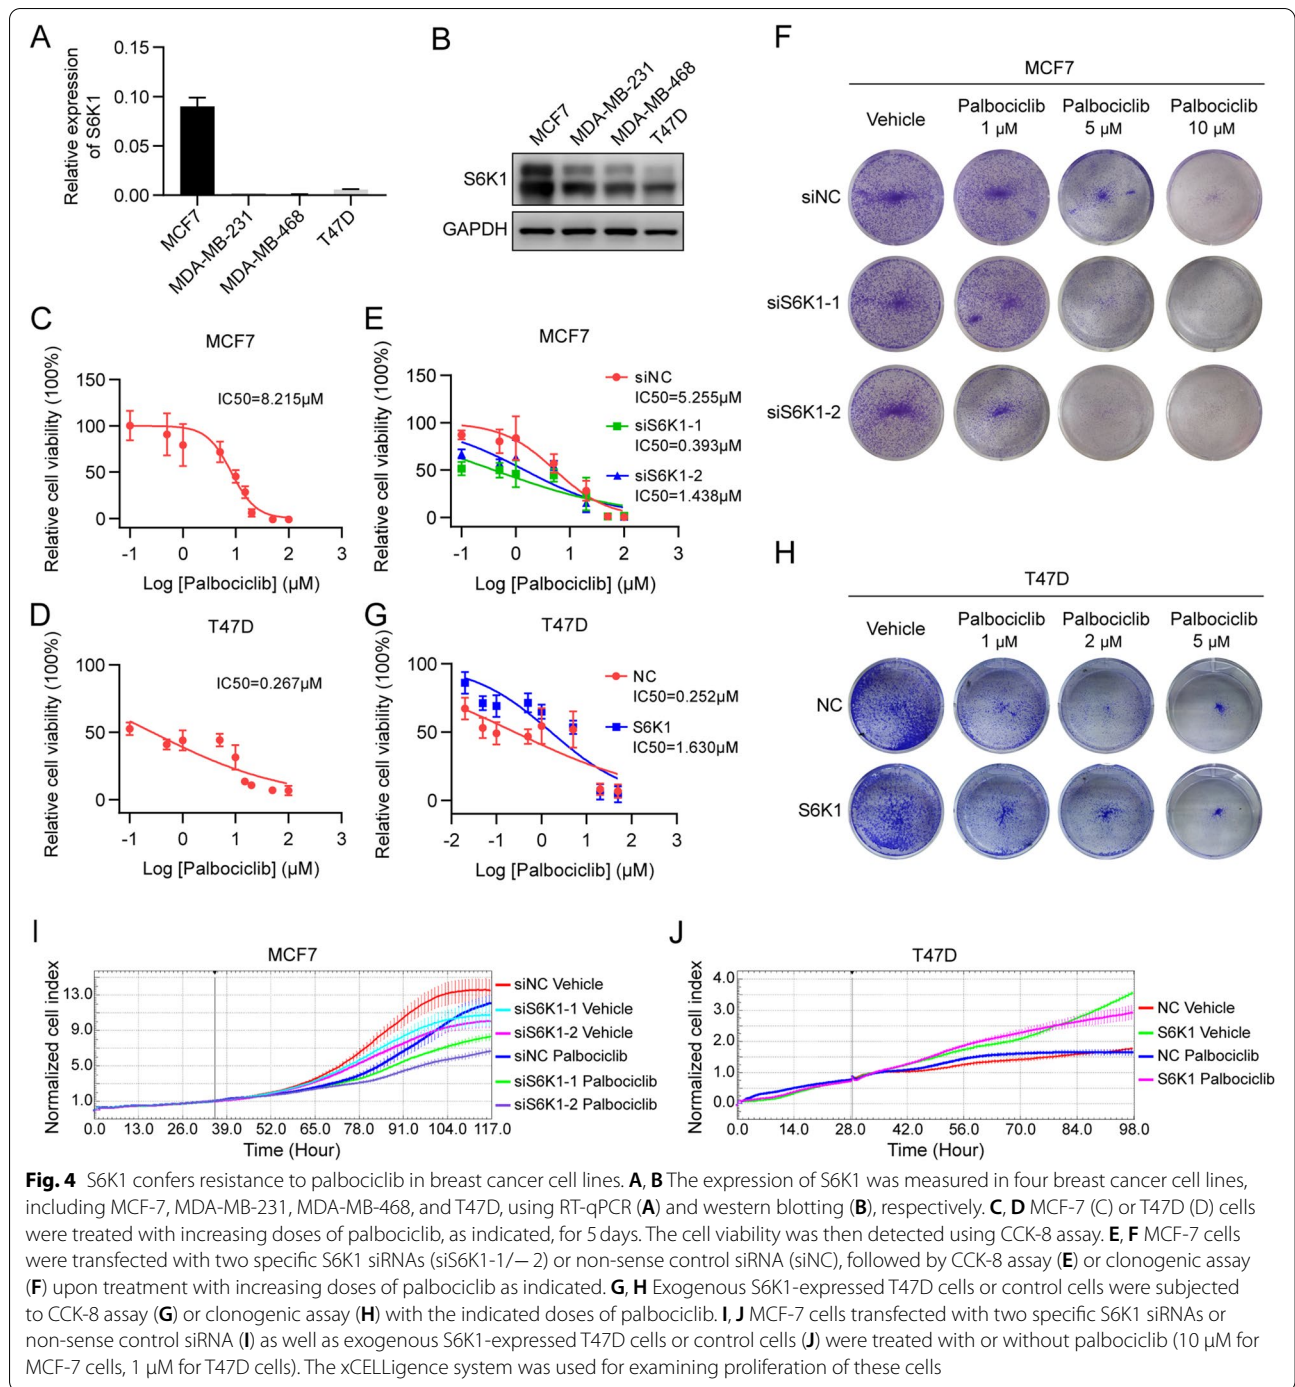 A
Relative expression
of S6K1
0.15
0.10
0.05
0.00
MCF7
MDA-MB-231
MDA-MB-468
T47D
B
MCF7
MDA-MB-231
MDA-MB-468
T47D
S6K1
GAPDH
F
MCF7
Vehicle
Palbociclib
1 µM
Palbociclib
5 µM
Palbociclib
10 µM
siNC
siS6K1-1
siS6K1-2
C
MCF7
Relative cell viability (100%)
150
100
50
0
IC50=8.215µM
-1 0 1 2 3
Log [Palbociclib] (µM)
E
MCF7
Relative cell viability (100%)
150
100
50
0
siNC
IC50=5.255µM
siS6K1-1
IC50=0.393µM
siS6K1-2
IC50=1.438µM
-1 0 1 2 3
Log [Palbociclib] (µM)
D
T47D
Relative cell viability (100%)
100
50
0
IC50=0.267µM
-1 0 1 2 3
Log [Palbociclib] (µM)
G
T47D
Relative cell viability (100%)
100
50
0
NC
IC50=0.252µM
S6K1
IC50=1.630µM
-2 -1 0 1 2 3
Log [Palbociclib] (µM)
H
T47D
Vehicle
Palbociclib
1 µM
Palbociclib
2 µM
Palbociclib
5 µM
NC
S6K1
I
MCF7
Normalized cell index
13.0
9.0
5.0
1.0
0.0 13.0 26.0 39.0 52.0 65.0 78.0 91.0 104.0 117.0
Time (Hour)
siNC Vehicle
siS6K1-1 Vehicle
siS6K1-2 Vehicle
siNC Palbociclib
siS6K1-1 Palbociclib
siS6K1-2 Palbociclib
J
T47D
Normalized cell index
4.0
3.0
2.0
1.0
0.0
0.0 14.0 28.0 42.0 56.0 70.0 84.0 98.0
Time (Hour)
NC Vehicle
S6K1 Vehicle
NC Palbociclib
S6K1 Palbociclib
Fig. 4 S6K1 confers resistance to palbociclib in breast cancer cell lines. A, B The expression of S6K1 was measured in four breast cancer cell lines,
including MCF-7, MDA-MB-231, MDA-MB-468, and T47D, using RT-qPCR (A) and western blotting (B), respectively. C, D MCF-7 (C) or T47D (D) cells
were treated with increasing doses of palbociclib, as indicated, for 5 days. The cell viability was then detected using CCK-8 assay. E, F MCF-7 cells
were transfected with two specific S6K1 siRNAs (siS6K1-1/− 2) or non-sense control siRNA (siNC), followed by CCK-8 assay (E) or clonogenic assay
(F) upon treatment with increasing doses of palbociclib as indicated. G, H Exogenous S6K1-expressed T47D cells or control cells were subjected
to CCK-8 assay (G) or clonogenic assay (H) with the indicated doses of palbociclib. I, J MCF-7 cells transfected with two specific S6K1 siRNAs or
non-sense control siRNA (I) as well as exogenous S6K1-expressed T47D cells or control cells (J) were treated with or without palbociclib (10 µM for
MCF-7 cells, 1 µM for T47D cells). The xCELLigence system was used for examining proliferation of these cells